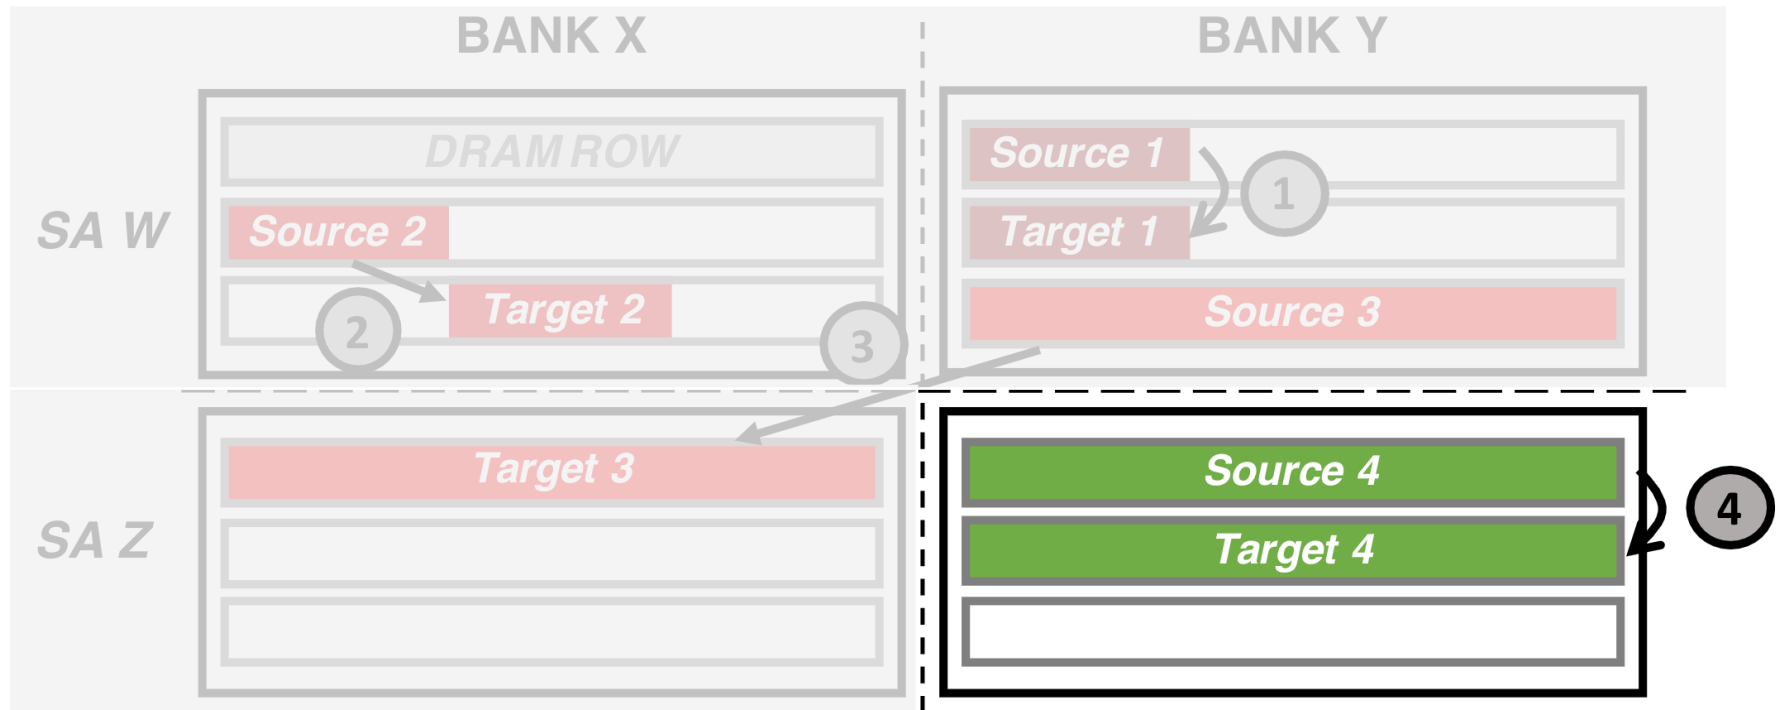 BANK X
BANK Y
DRAM ROW
Source 1
1
SA W
Source 2
Target 1
Target 2
2
3
Source 3
Target 3
Source 4
4
SA Z
Target 4